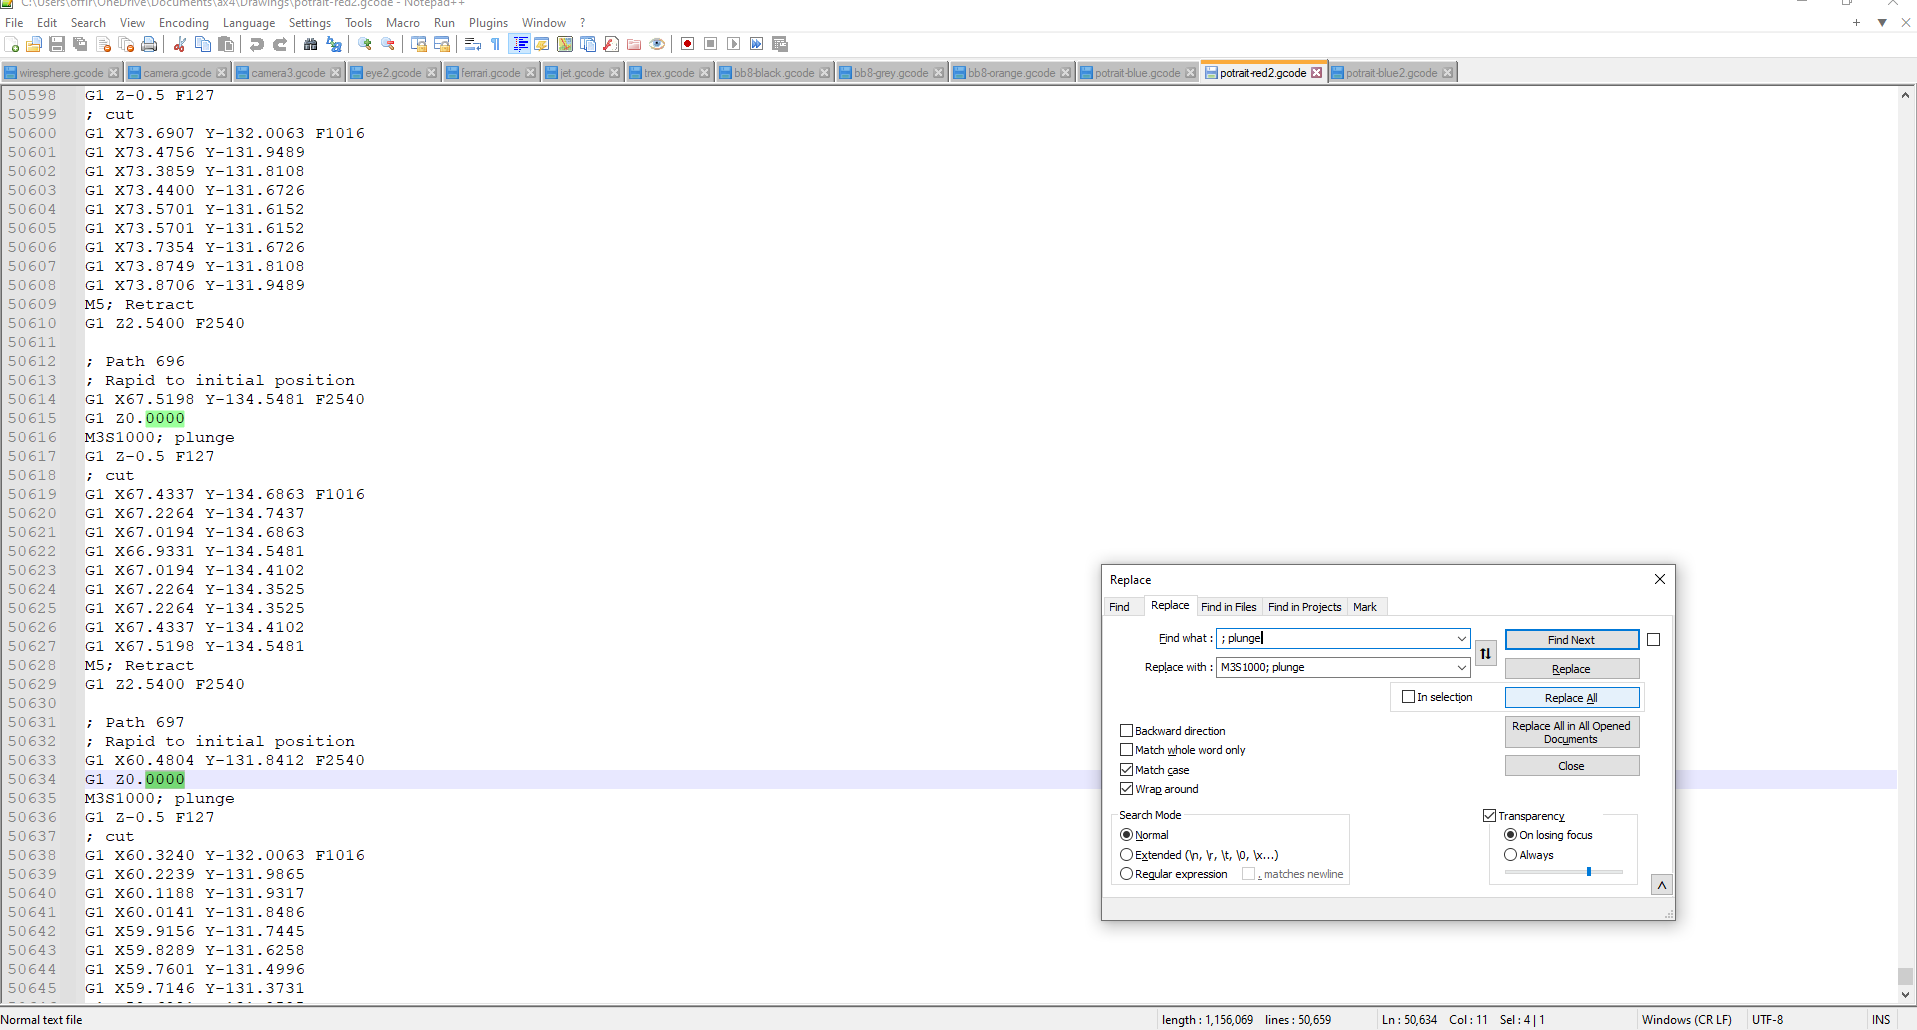 C:\Users\offir\OneDrive\Documents\ax4\Drawings\potrait-red2.gcode - Notepad++
File Edit Search View Encoding Language Settings Tools Macro Run Plugins Window ?
wiresphere.gcode camera.gcode camera3.gcode eye2.gcode ferrari.gcode jet.gcode trex.gcode bb8-black.gcode bb8-grey.gcode bb8-orange.gcode potrait-blue.gcode potrait-red2.gcode potrait-blue2.gcode
50598 G1 Z-0.5 F127
50599 ; cut
50600 G1 X73.6907 Y-132.0063 F1016
50601 G1 X73.4756 Y-131.9489
50602 G1 X73.3859 Y-131.8108
50603 G1 X73.4400 Y-131.6726
50604 G1 X73.5701 Y-131.6152
50605 G1 X73.5701 Y-131.6152
50606 G1 X73.7354 Y-131.6726
50607 G1 X73.8749 Y-131.8108
50608 G1 X73.8706 Y-131.9489
50609 M5; Retract
50610 G1 Z2.5400 F2540
50611
50612 ; Path 696
50613 ; Rapid to initial position
50614 G1 X67.5198 Y-134.5481 F2540
50615 G1 Z0.0000
50616 M3S1000; plunge
50617 G1 Z-0.5 F127
50618 ; cut
50619 G1 X67.4337 Y-134.6863 F1016
50620 G1 X67.2264 Y-134.7437
50621 G1 X67.0194 Y-134.6863
50622 G1 X66.9331 Y-134.5481
50623 G1 X67.0194 Y-134.4102
50624 G1 X67.2264 Y-134.3525
50625 G1 X67.2264 Y-134.3525
50626 G1 X67.4337 Y-134.4102
50627 G1 X67.5198 Y-134.5481
50628 M5; Retract
50629 G1 Z2.5400 F2540
50630
50631 ; Path 697
50632 ; Rapid to initial position
50633 G1 X60.4804 Y-131.8412 F2540
50634 G1 Z0.0000
50635 M3S1000; plunge
50636 G1 Z-0.5 F127
50637 ; cut
50638 G1 X60.3240 Y-132.0063 F1016
50639 G1 X60.2239 Y-131.9865
50640 G1 X60.1188 Y-131.9317
50641 G1 X60.0141 Y-131.8486
50642 G1 X59.9156 Y-131.7445
50643 G1 X59.8289 Y-131.6258
50644 G1 X59.7601 Y-131.4996
50645 G1 X59.7146 Y-131.3731
Replace
Find Replace Find in Files Find in Projects Mark
Find what : ; plunge Find Next
Replace with : M3S1000; plunge Replace
In selection Replace All
Replace All in All Opened Documents
Close
Backward direction
Match whole word only
Match case
Wrap around
Search Mode
Normal
Extended (\n, \r, \t, \0, \x...)
Regular expression . matches newline
Transparency
On losing focus
Always
Normal text file length : 1,156,069 lines : 50,659 Ln : 50,634 Col : 11 Sel : 4 | 1 Windows (CR LF) UTF-8 INS